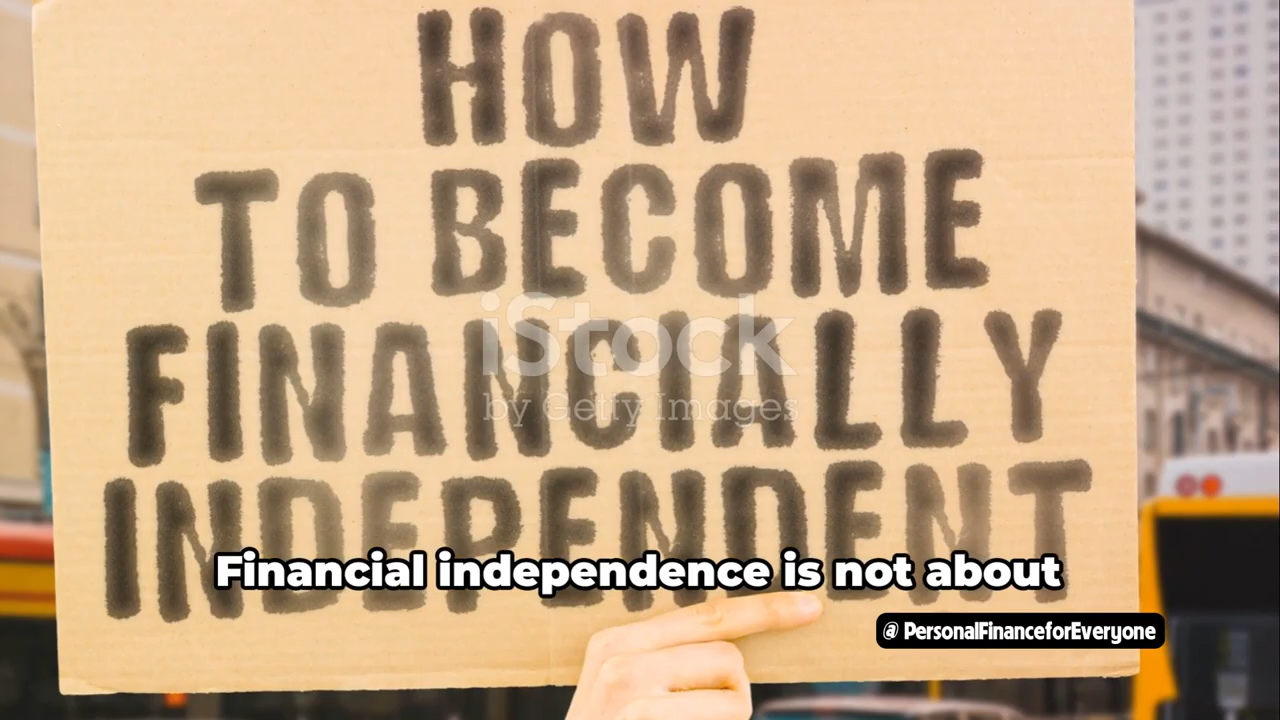 HOW
TO BECOME
FINANCIALLY
iStock
by Getty Images
INDEPENDENT
Financial independence is not about
@ PersonalFinanceforEveryone